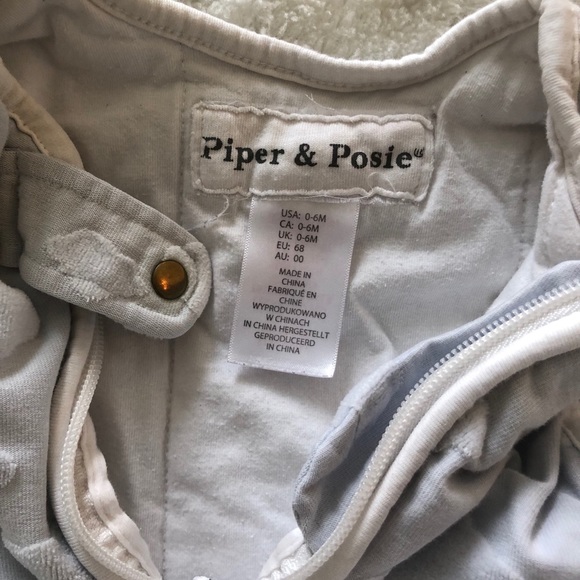 Piper & Posie
USA: 0-6M
CA: 0-6M
UK: 0-6M
EU: 68
AU: 00
MADE IN
CHINA
FABRIQUÉ EN
CHINE
WYPRODUKOWANO
W CHINACH
IN CHINA HERGESTELLT
GEPRODUCEERD
IN CHINA